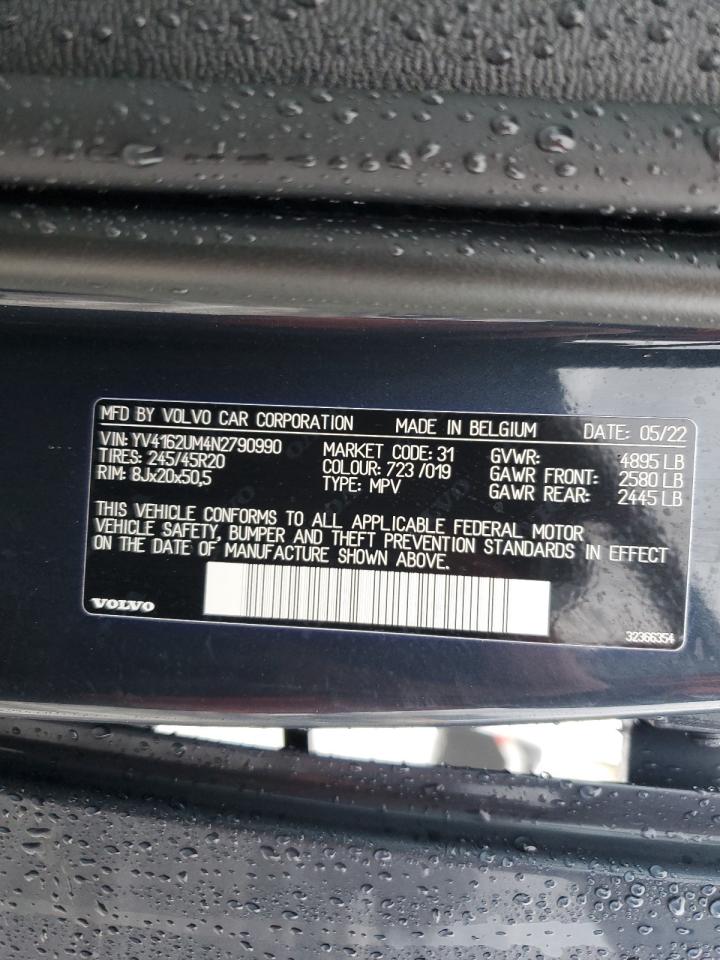 MFD BY VOLVO CAR CORPORATION MADE IN BELGIUM DATE: 05/22
VIN: YV4162UM4N2790990 MARKET CODE: 31 GVWR: 4895 LB
TIRES: 245/45R20 COLOUR: 723 /019 GAWR FRONT: 2580 LB
RIM: 8Jx20x50,5 TYPE: MPV GAWR REAR: 2445 LB
THIS VEHICLE CONFORMS TO ALL APPLICABLE FEDERAL MOTOR
VEHICLE SAFETY, BUMPER AND THEFT PREVENTION STANDARDS IN EFFECT
ON THE DATE OF MANUFACTURE SHOWN ABOVE.
VOLVO
32366354